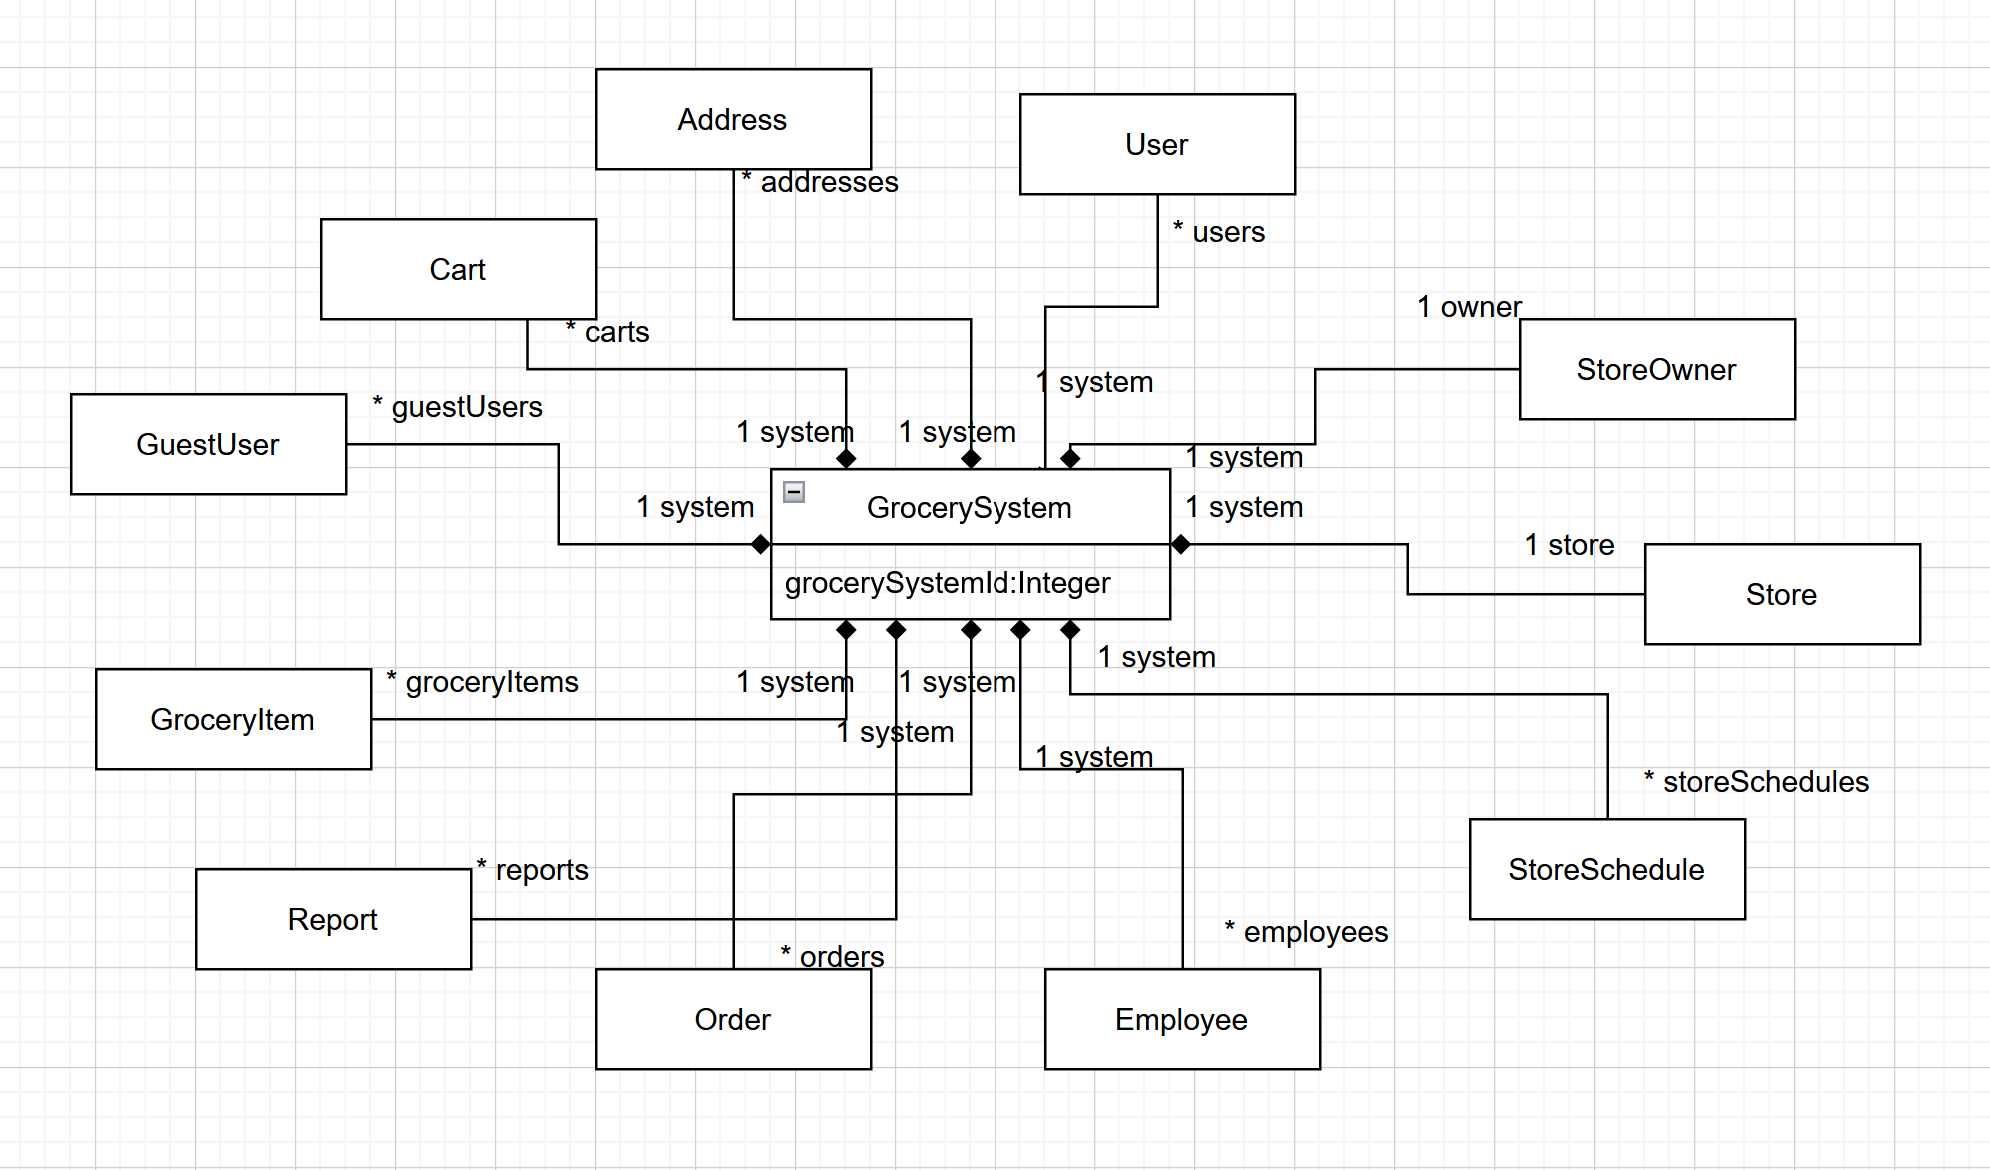 Address
User
* addresses
* users
Cart
1 owner
* carts
StoreOwner
1 system
* guestUsers
GuestUser
1 system
1 system
1 system
1 system
GrocerySystem
1 system
1 store
grocerySystemId:Integer
Store
1 system
* groceryItems
1 system
1 system
GroceryItem
1 system
1 system
* storeSchedules
* reports
StoreSchedule
Report
* employees
* orders
Order
Employee